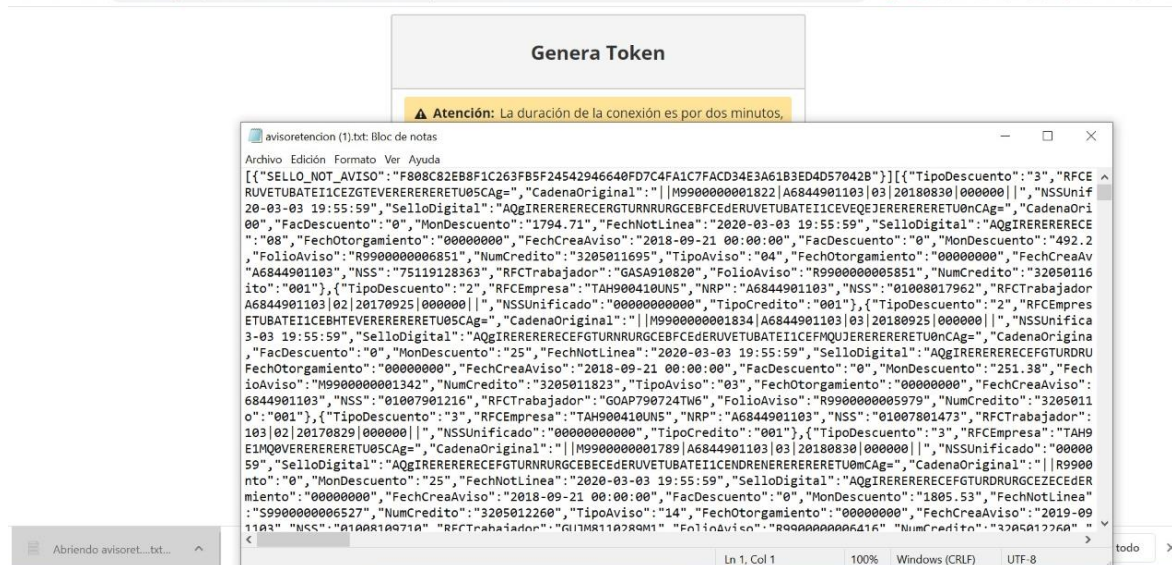 Genera Token
Atención: La duración de la conexión es por dos minutos,
avisoretencion (1).txt: Bloc de notas
Archivo Edición Formato Ver Ayuda
[{"SELLO_NOT_AVISO":"F808C82EB8F1C263FB5F24542946640FD7C4FA1C7FACD34E3A61B3ED4D57042B"}][{"TipoDescuento":"3","RFCE
RUVETUBATEI1CEZGTEVERERERERETU05CAg=","CadenaOriginal":"||M9900000001822|A6844901103|03|20180830|000000||","NSSUnif
20-03-03 19:55:59","SelloDigital":"AQgIRERERERECERGTURNRURGCEBFCEdERUVETUBATEI1CEVEQEJERERERERETU0nCAg=","CadenaOri
00","FacDescuento":"0","MonDescuento":"1794.71","FechNotLinea":"2020-03-03 19:55:59","SelloDigital":"AQgIRERERERECE
":"08","FechOtorgamiento":"00000000","FechCreaAviso":"2018-09-21 00:00:00","FacDescuento":"0","MonDescuento":"492.2
,"FolioAviso":"R9900000006851","NumCredito":"3205011695","TipoAviso":"04","FechOtorgamiento":"00000000","FechCreaAv
"A6844901103","NSS":"75119128363","RFCTrabajador":"GASA910820","FolioAviso":"R9900000005851","NumCredito":"32050116
ito":"001"},{"TipoDescuento":"2","RFCEmpresa":"TAH900410UN5","NRP":"A6844901103","NSS":"01008017962","RFCTrabajador
A6844901103|02|20170925|000000||","NSSUnificado":"00000000000","TipoCredito":"001"},{"TipoDescuento":"2","RFCEmpres
ETUBATEI1CEBHTEVERERERERETU05CAg=","CadenaOriginal":"||M9900000001834|A6844901103|03|20180925|000000||","NSSUnifica
3-03 19:55:59","SelloDigital":"AQgIRERERERECEFGTURNRURGCEBFCEdERUVETUBATEI1CEFMQUJERERERERETU0nCAg=","CadenaOrigina
,"FacDescuento":"0","MonDescuento":"25","FechNotLinea":"2020-03-03 19:55:59","SelloDigital":"AQgIRERERERECEFGTURDRU
FechOtorgamiento":"00000000","FechCreaAviso":"2018-09-21 00:00:00","FacDescuento":"0","MonDescuento":"251.38","Fech
ioAviso":"M9900000001342","NumCredito":"3205011823","TipoAviso":"03","FechOtorgamiento":"00000000","FechCreaAviso":
6844901103","NSS":"01007901216","RFCTrabajador":"GOAP790724TW6","FolioAviso":"R9900000005979","NumCredito":"3205011
o":"001"},{"TipoDescuento":"3","RFCEmpresa":"TAH900410UN5","NRP":"A6844901103","NSS":"01007801473","RFCTrabajador":
103|02|20170829|000000||","NSSUnificado":"00000000000","TipoCredito":"001"},{"TipoDescuento":"3","RFCEmpresa":"TAH9
E1MQ0VERERERERETU05CAg=","CadenaOriginal":"||M9900000001789|A6844901103|03|20180830|000000||","NSSUnificado":"00000
59","SelloDigital":"AQgIRERERERECEFGTURNRURGCEBECEdERUVETUBATEI1CENDRENERERERERETU0mCAg=","CadenaOriginal":"||R9900
nto":"0","MonDescuento":"25","FechNotLinea":"2020-03-03 19:55:59","SelloDigital":"AQgIRERERERECEFGTURDRURGCEZECEdER
miento":"00000000","FechCreaAviso":"2018-09-21 00:00:00","FacDescuento":"0","MonDescuento":"1805.53","FechNotLinea"
:"S9900000006527","NumCredito":"3205012260","TipoAviso":"14","FechOtorgamiento":"00000000","FechCreaAviso":"2019-09
1103","NSS":"01008109710","RFCTrabajador":"GUJM8110289M1","FolioAviso":"R9900000006416","NumCredito":"3205012260","
Ln 1, Col 1 100% Windows (CRLF) UTF-8
Abriendo avisoret....txt...
todo